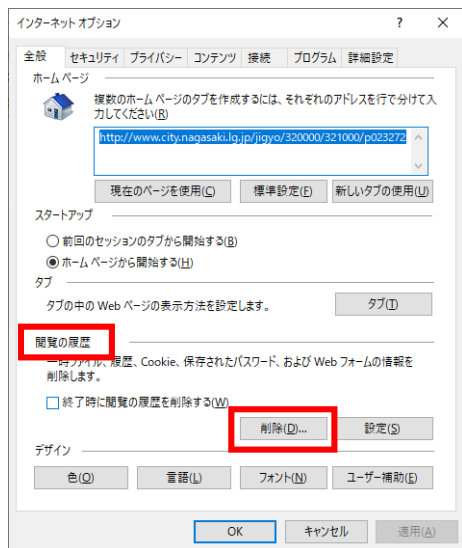 インターネット オプション ? ×
全般 セキュリティ プライバシー コンテンツ 接続 プログラム 詳細設定
ホーム ページ
複数のホーム ページのタブを作成するには、それぞれのアドレスを行で分けて入
力してください(R)
http://www.city.nagasaki.lg.jp/jigyo/320000/321000/p023272
現在のページを使用(C) 標準設定(F) 新しいタブの使用(U)
スタートアップ
前回のセッションのタブから開始する(B)
ホーム ページから開始する(H)
タブ
タブの中の Web ページの表示方法を設定します。 タブ(T)
閲覧の履歴
一時ファイル、履歴、Cookie、保存されたパスワード、および Web フォームの情報を
削除します。
終了時に閲覧の履歴を削除する(W)
削除(D)... 設定(S)
デザイン
色(O) 言語(L) フォント(N) ユーザー補助(E)
OK キャンセル 適用(A)